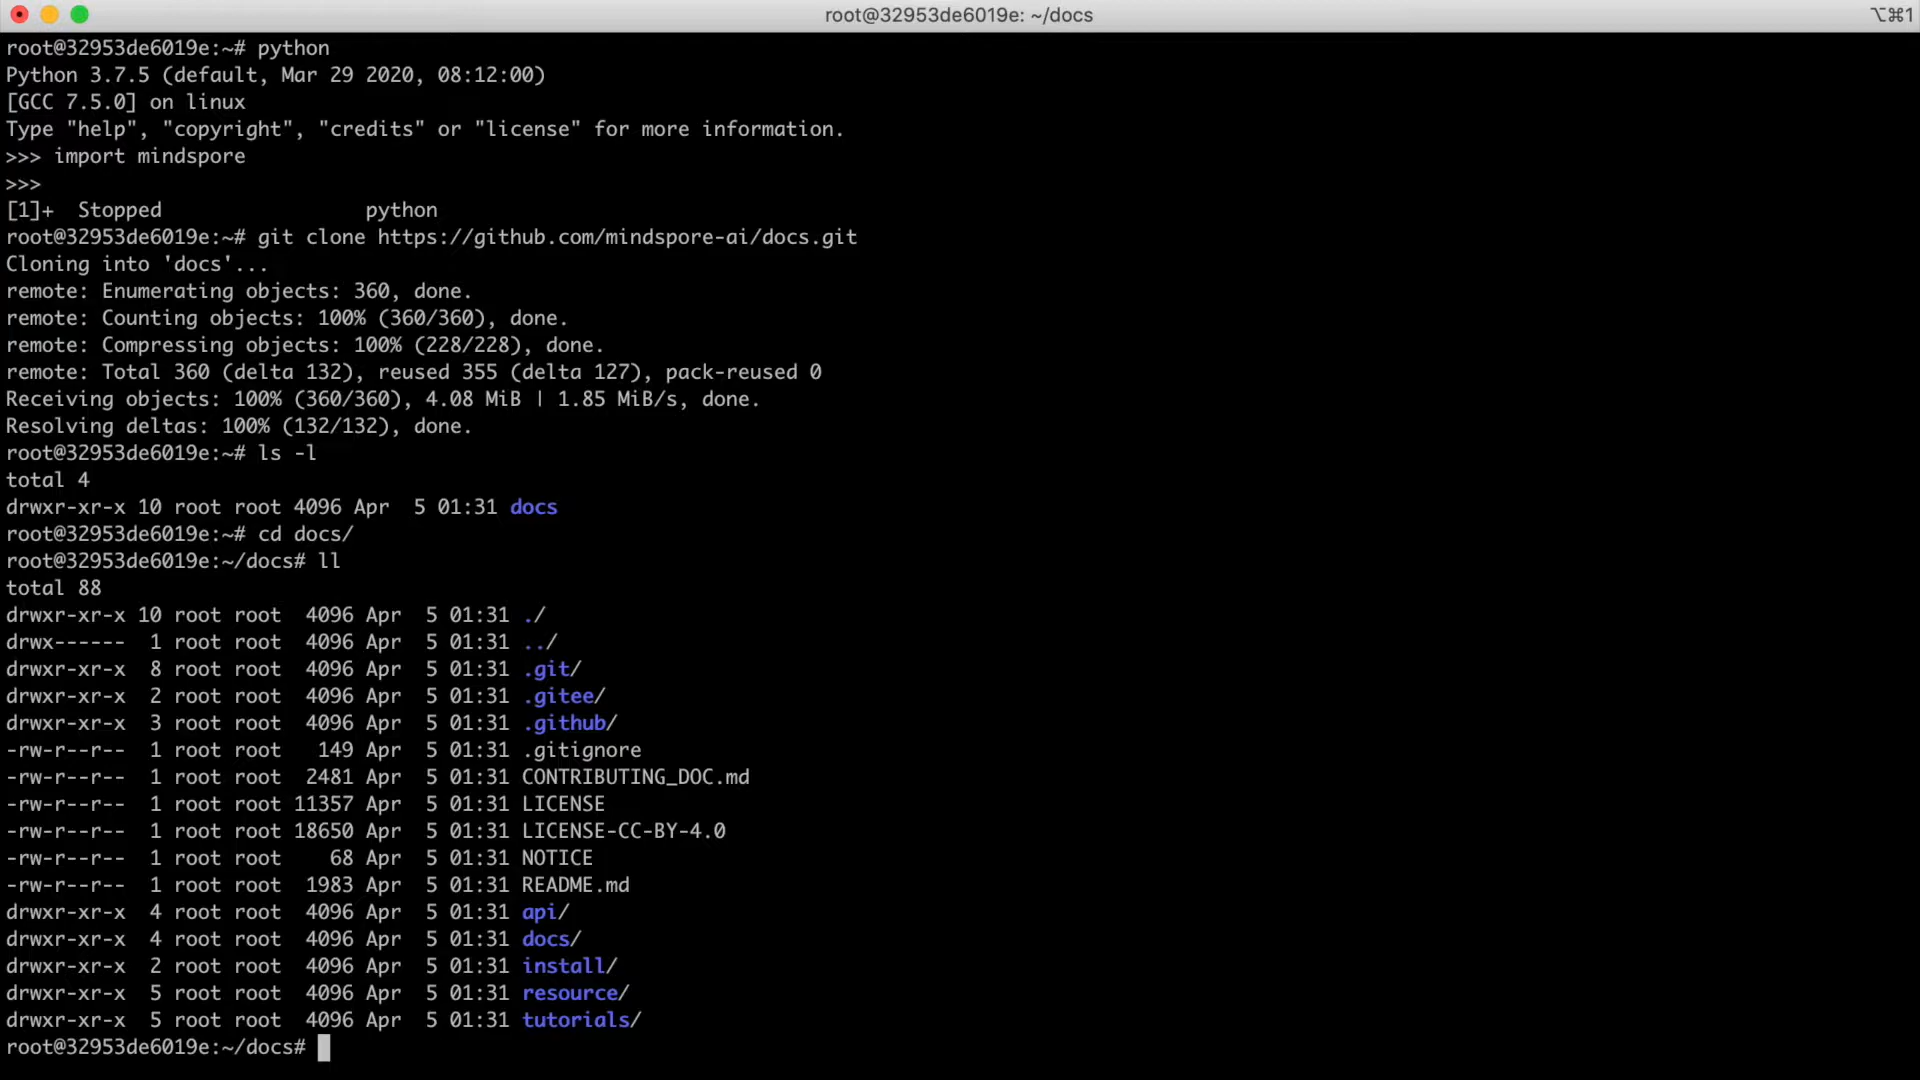 root@32953de6019e: ~/docs
⌥⌘1
root@32953de6019e:~# python
Python 3.7.5 (default, Mar 29 2020, 08:12:00)
[GCC 7.5.0] on linux
Type "help", "copyright", "credits" or "license" for more information.
>>> import mindspore
>>>
[1]+  Stopped                 python
root@32953de6019e:~# git clone https://github.com/mindspore-ai/docs.git
Cloning into 'docs'...
remote: Enumerating objects: 360, done.
remote: Counting objects: 100% (360/360), done.
remote: Compressing objects: 100% (228/228), done.
remote: Total 360 (delta 132), reused 355 (delta 127), pack-reused 0
Receiving objects: 100% (360/360), 4.08 MiB | 1.85 MiB/s, done.
Resolving deltas: 100% (132/132), done.
root@32953de6019e:~# ls -l
total 4
drwxr-xr-x 10 root root 4096 Apr  5 01:31 docs
root@32953de6019e:~# cd docs/
root@32953de6019e:~/docs# ll
total 88
drwxr-xr-x 10 root root  4096 Apr  5 01:31 ./
drwx------  1 root root  4096 Apr  5 01:31 ../
drwxr-xr-x  8 root root  4096 Apr  5 01:31 .git/
drwxr-xr-x  2 root root  4096 Apr  5 01:31 .gitee/
drwxr-xr-x  3 root root  4096 Apr  5 01:31 .github/
-rw-r--r--  1 root root   149 Apr  5 01:31 .gitignore
-rw-r--r--  1 root root  2481 Apr  5 01:31 CONTRIBUTING_DOC.md
-rw-r--r--  1 root root 11357 Apr  5 01:31 LICENSE
-rw-r--r--  1 root root 18650 Apr  5 01:31 LICENSE-CC-BY-4.0
-rw-r--r--  1 root root    68 Apr  5 01:31 NOTICE
-rw-r--r--  1 root root  1983 Apr  5 01:31 README.md
drwxr-xr-x  4 root root  4096 Apr  5 01:31 api/
drwxr-xr-x  4 root root  4096 Apr  5 01:31 docs/
drwxr-xr-x  2 root root  4096 Apr  5 01:31 install/
drwxr-xr-x  5 root root  4096 Apr  5 01:31 resource/
drwxr-xr-x  5 root root  4096 Apr  5 01:31 tutorials/
root@32953de6019e:~/docs#